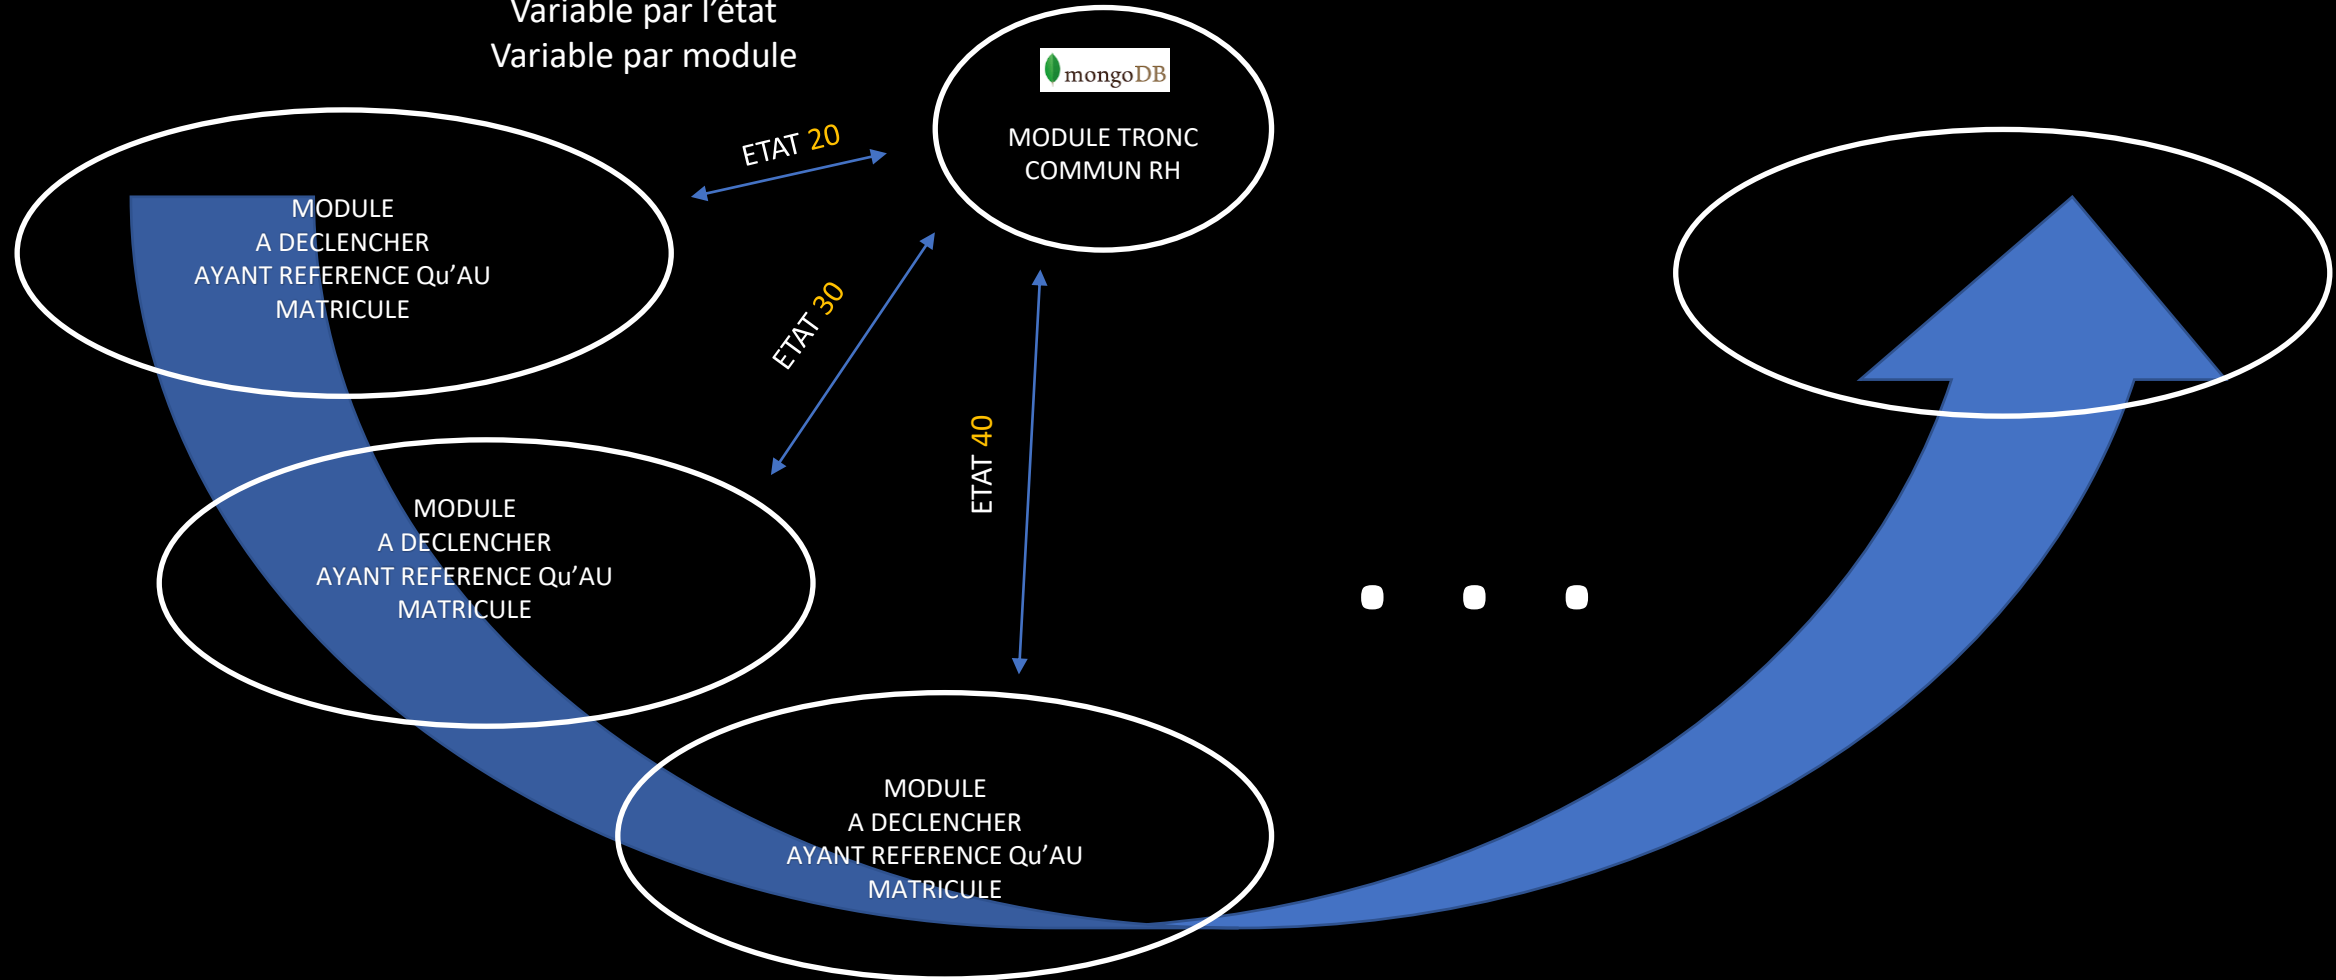 Variable par l'état
Variable par module
mongoDB
MODULE TRONC
COMMUN RH
ETAT 20
MODULE
A DECLENCHER
AYANT REFERENCE Qu'AU
MATRICULE
ETAT 30
ETAT 40
MODULE
A DECLENCHER
AYANT REFERENCE Qu'AU
MATRICULE
MODULE
A DECLENCHER
AYANT REFERENCE Qu'AU
MATRICULE
. . .